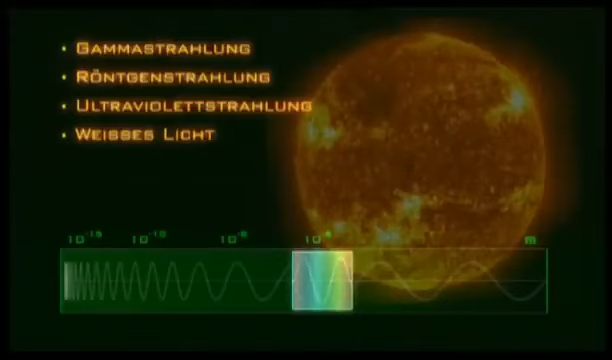 • Gammastrahlung
• Röntgenstrahlung
• Ultraviolettstrahlung
• Weisses Licht
m